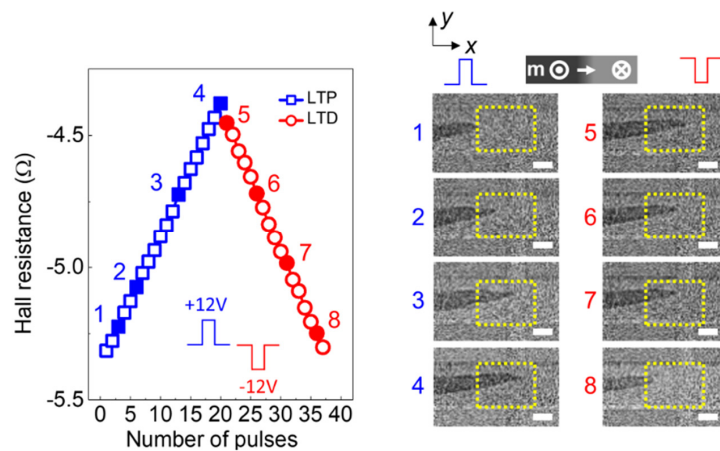 y
x
m
4
LTP
LTD
-4.5
5
3
6
Hall resistance (Ω)
2
-5.0
7
1
8
+12V
-12V
-5.5
0 5 10 15 20 25 30 35 40
Number of pulses
1
5
2
6
3
7
4
8